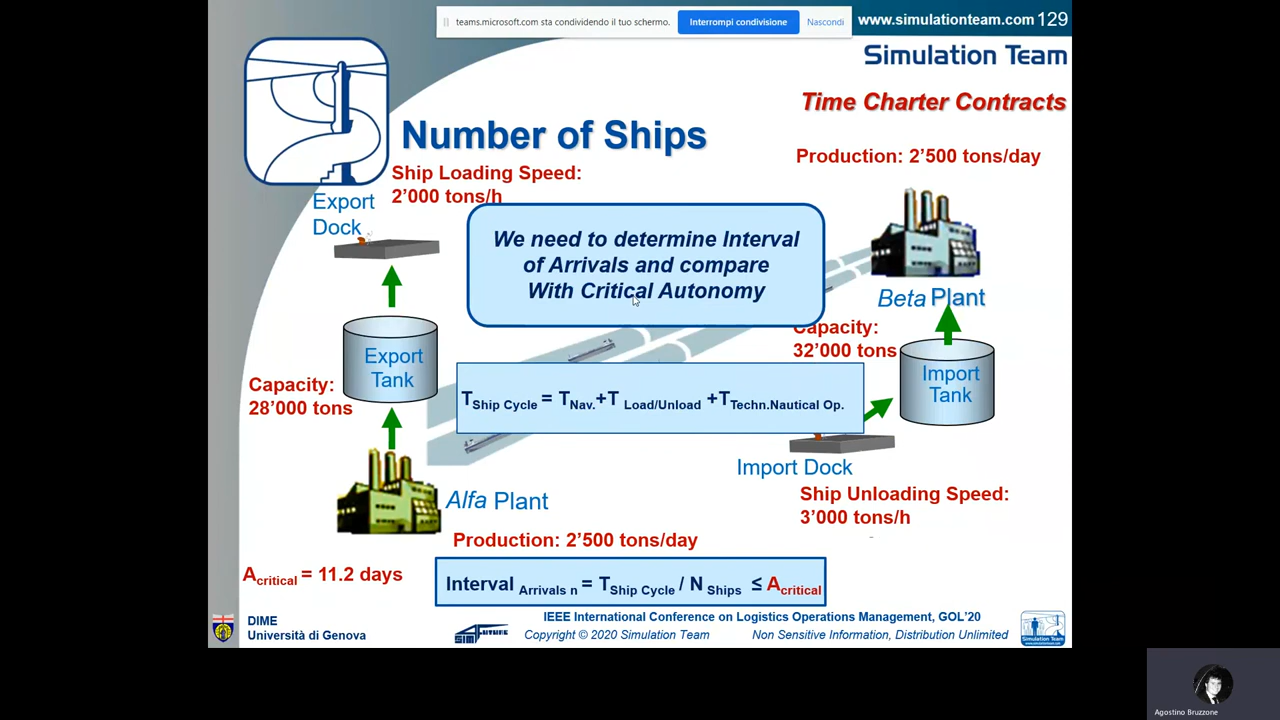 teams.microsoft.com sta condividendo il tuo schermo.
Interrompi condivisione
Nascondi
www.simulationteam.com 129
Simulation Team
Time Charter Contracts
Number of Ships
Production: 2’500 tons/day
Ship Loading Speed:
2’000 tons/h
Export
Dock
We need to determine Interval
of Arrivals and compare
With Critical Autonomy
Beta Plant
Capacity:
32’000 tons
Export
Tank
Import
Tank
Capacity:
28’000 tons
T Ship Cycle = T Nav.+T Load/Unload +T Techn.Nautical Op.
Import Dock
Alfa Plant
Ship Unloading Speed:
3’000 tons/h
Production: 2’500 tons/day
A critical = 11.2 days
Interval Arrivals n = T Ship Cycle / N Ships ≤ A critical
DIME
Università di Genova
IEEE International Conference on Logistics Operations Management, GOL’20
Copyright © 2020 Simulation Team
Non Sensitive Information, Distribution Unlimited
Simulation Team
Agostino Bruzzone